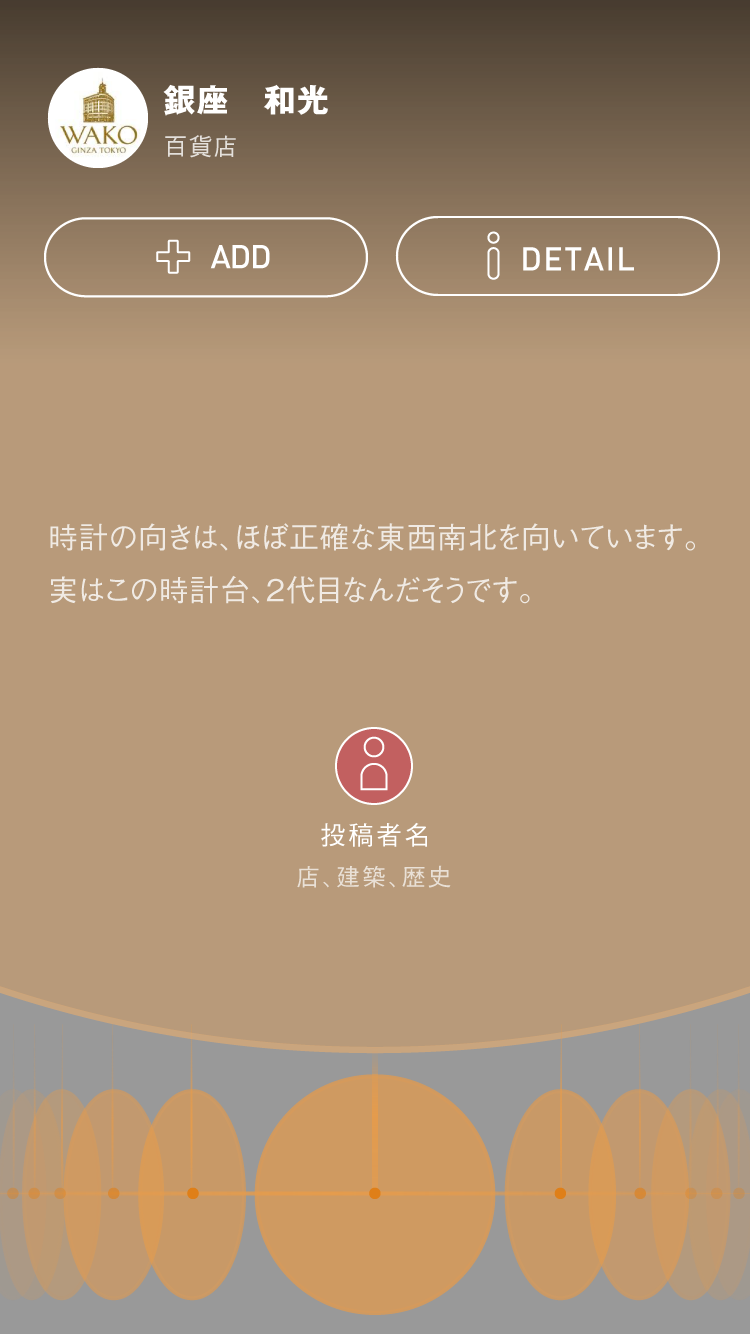 銀座　和光
百貨店
WAKO
GINZA TOKYO
ADD
DETAIL
時計の向きは、ほぼ正確な東西南北を向いています。
実はこの時計台、2代目なんだそうです。
投稿者名
店、建築、歴史